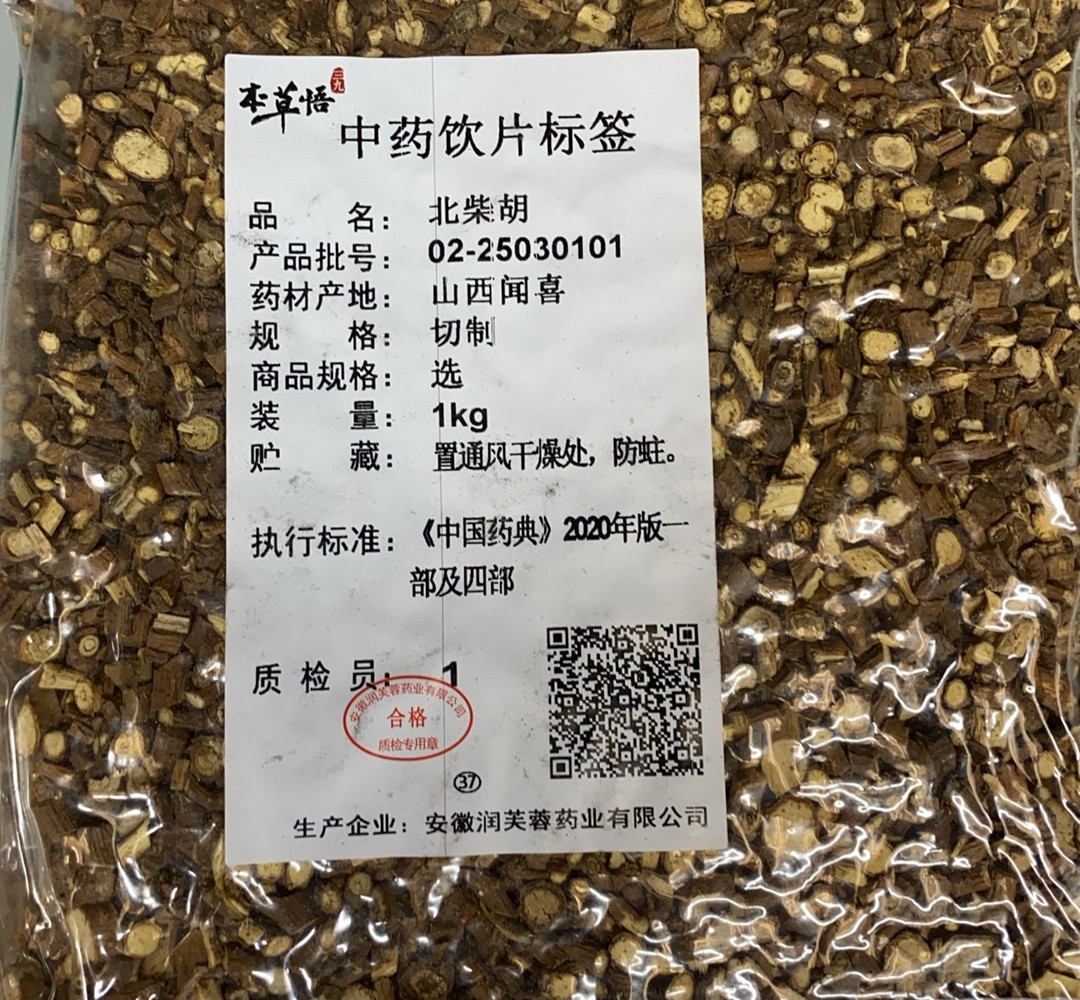 本草悟
三九
中药饮片标签
品 名： 北柴胡
产品批号： 02-25030101
药材产地： 山西闻喜
规 格： 切制
商品规格： 选
装 量： 1kg
贮 藏： 置通风干燥处，防蛀。
执行标准： 《中国药典》2020年版一
部及四部
质 检 员： 1
安徽润芙蓉药业有限公司
合格
质检专用章
㊲
生产企业：安徽润芙蓉药业有限公司